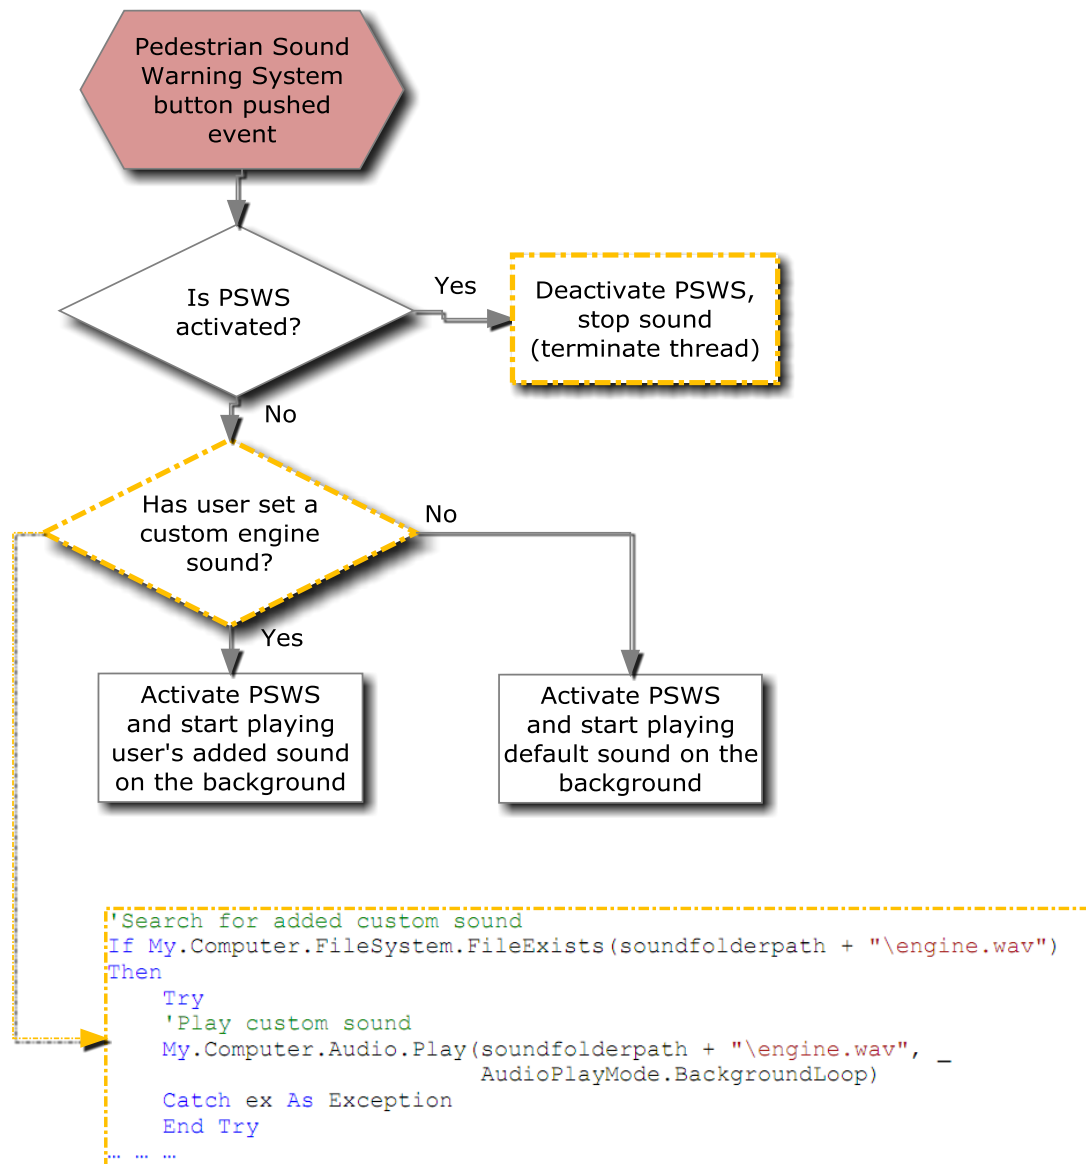 Pedestrian Sound
Warning System
button pushed
event
Is PSWS
activated?
Yes
Deactivate PSWS,
stop sound
(terminate thread)
No
Has user set a
custom engine
sound?
No
Yes
Activate PSWS
and start playing
user's added sound
on the background
Activate PSWS
and start playing
default sound on the
background
'Search for added custom sound
If My.Computer.FileSystem.FileExists(soundfolderpath + "\engine.wav")
Then
Try
'Play custom sound
My.Computer.Audio.Play(soundfolderpath + "\engine.wav", _
AudioPlayMode.BackgroundLoop)
Catch ex As Exception
End Try
… … …